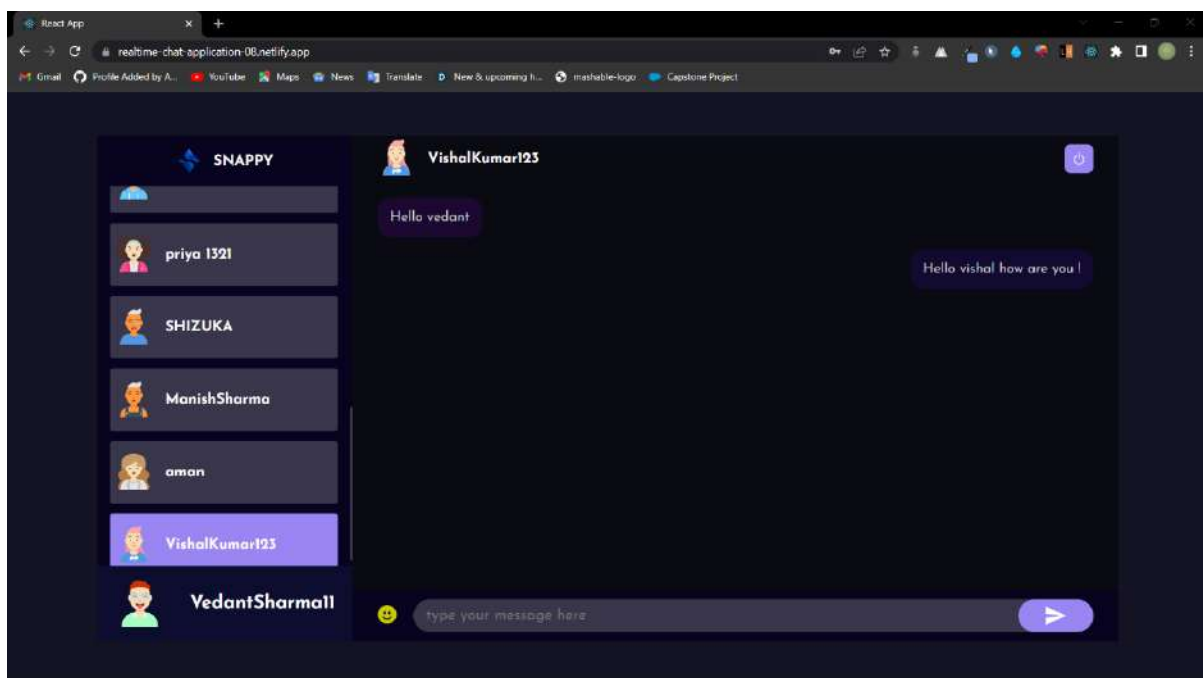 React App
realtime-chat-application-08.netlify.app
Gmail Profile Added by A... YouTube Maps News Translate New & upcoming h... mashable-logo Capstone Project
SNAPPY
priya 1321
SHIZUKA
ManishSharma
aman
VishalKumar123
VedantSharma11
VishalKumar123
Hello vedant
Hello vishal how are you !
type your message here